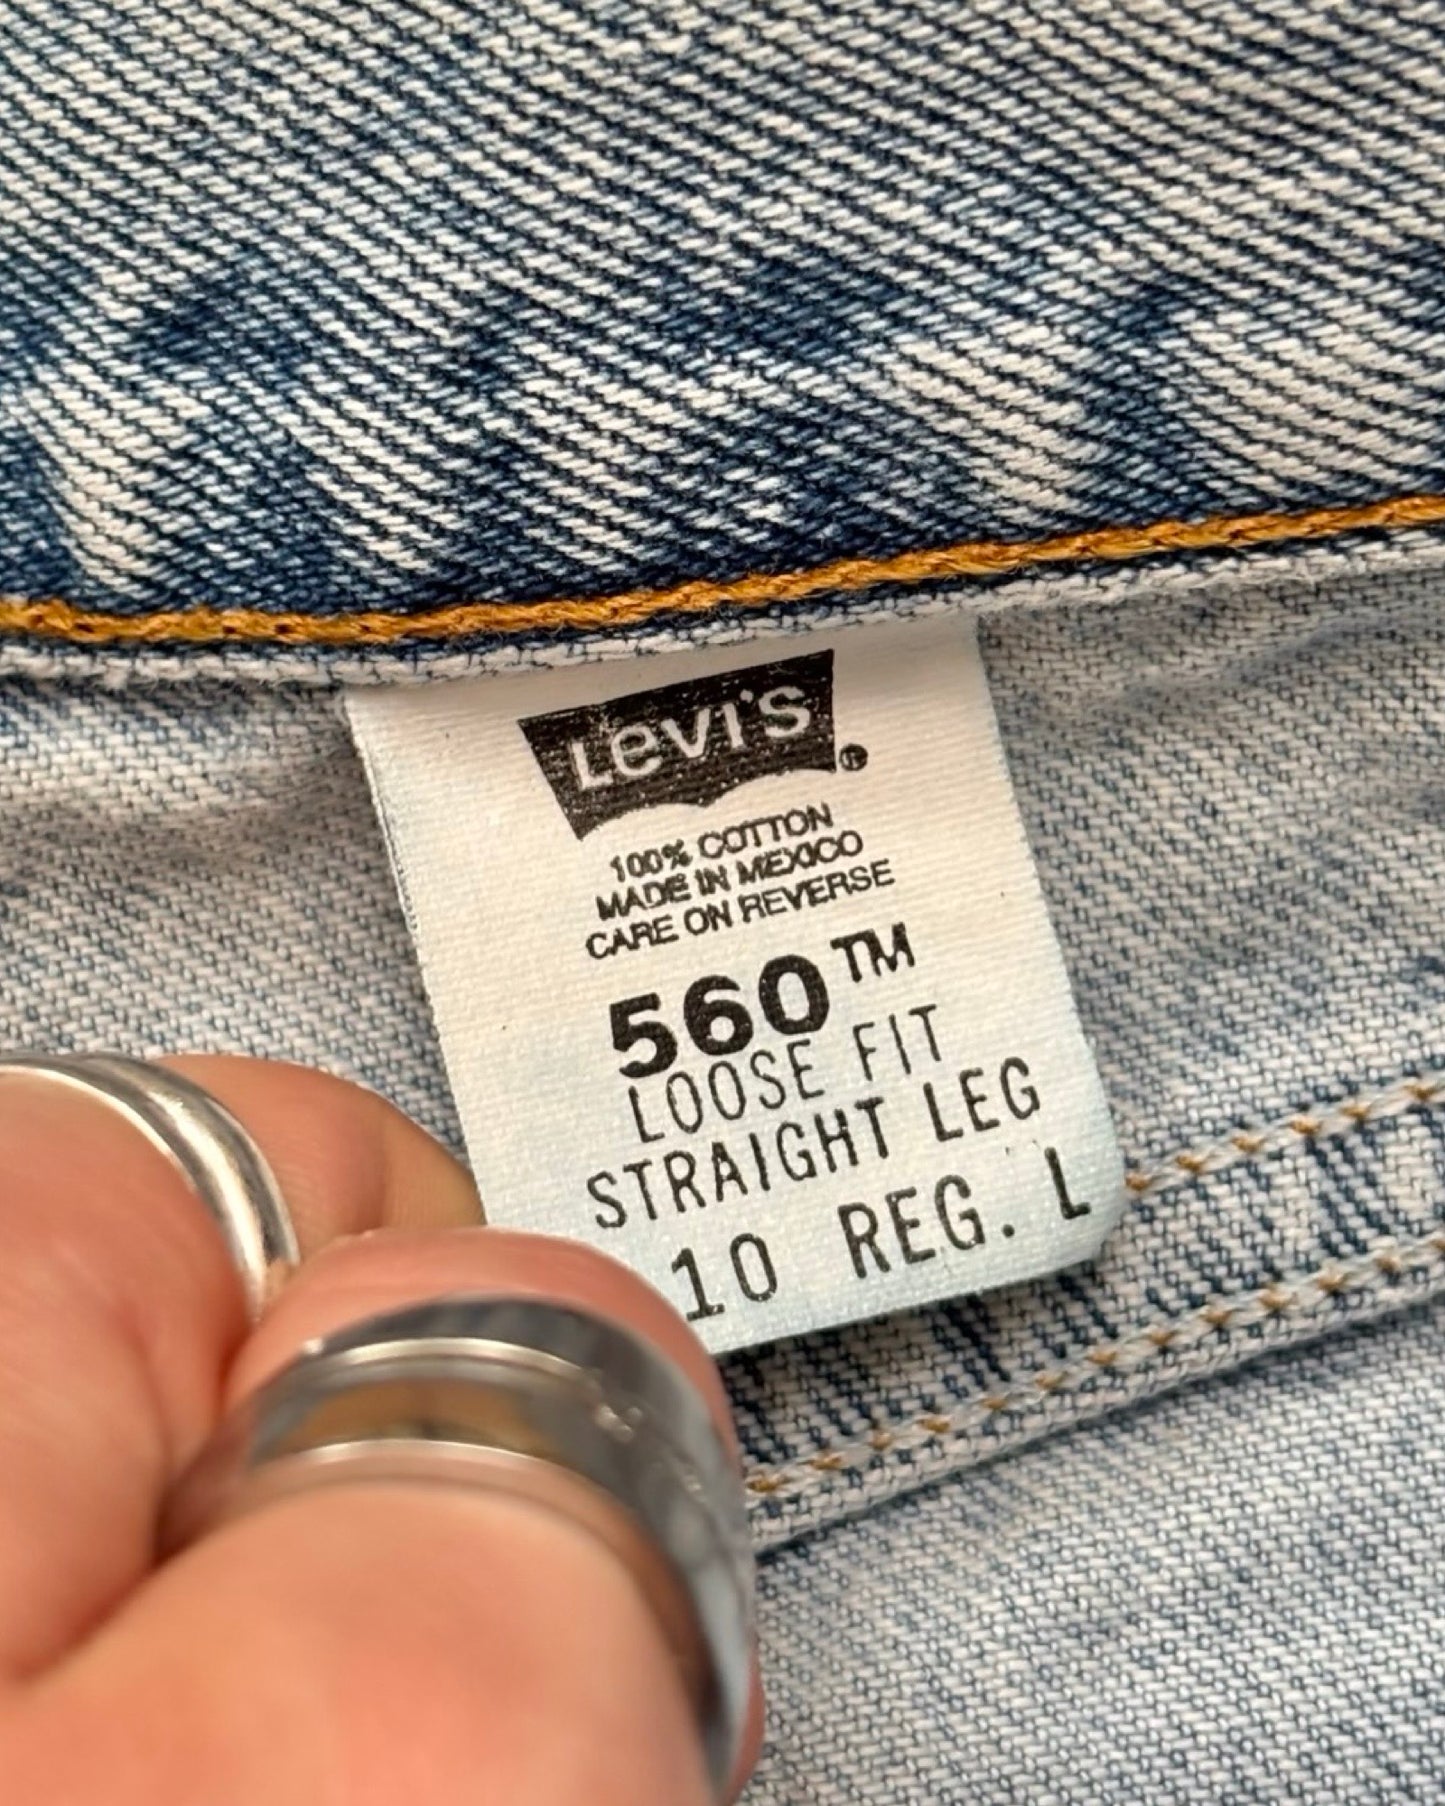 Levi's®
100% COTTON
MADE IN MEXICO
CARE ON REVERSE
560™
LOOSE FIT
STRAIGHT LEG
10 REG. L